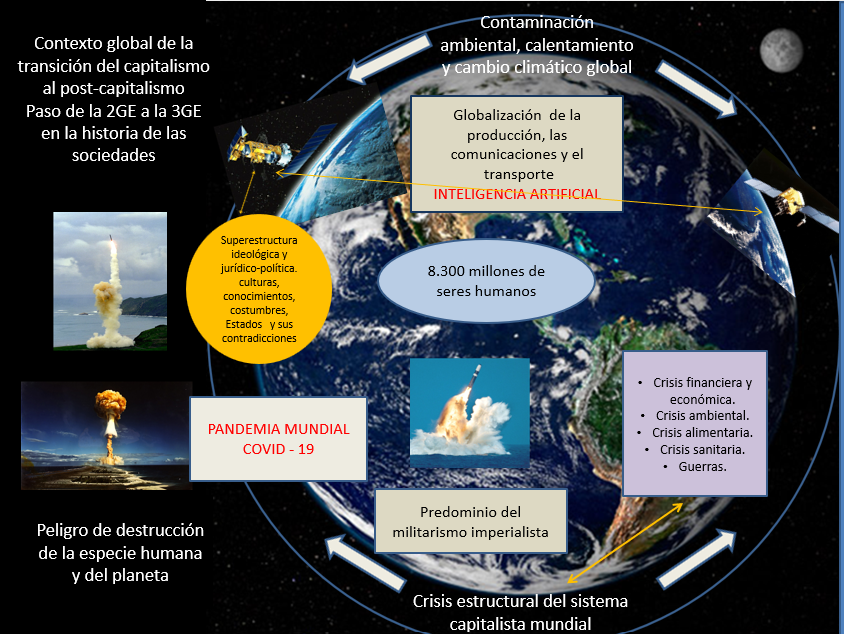 Contexto global de la
transición del capitalismo
al post-capitalismo
Paso de la 2GE a la 3GE
en la historia de las
sociedades
Contaminación
ambiental, calentamiento
y cambio climático global
Globalización de la
producción, las
comunicaciones y el
transporte
INTELIGENCIA ARTIFICIAL
Superestructura
ideológica y
jurídico-política.
culturas,
conocimientos,
costumbres,
Estados y sus
contradicciones
8.300 millones de
seres humanos
• Crisis financiera y
económica.
• Crisis ambiental.
• Crisis alimentaria.
• Crisis sanitaria.
• Guerras.
PANDEMIA MUNDIAL
COVID - 19
Predominio del
militarismo imperialista
Peligro de destrucción
de la especie humana
y del planeta
Crisis estructural del sistema
capitalista mundial